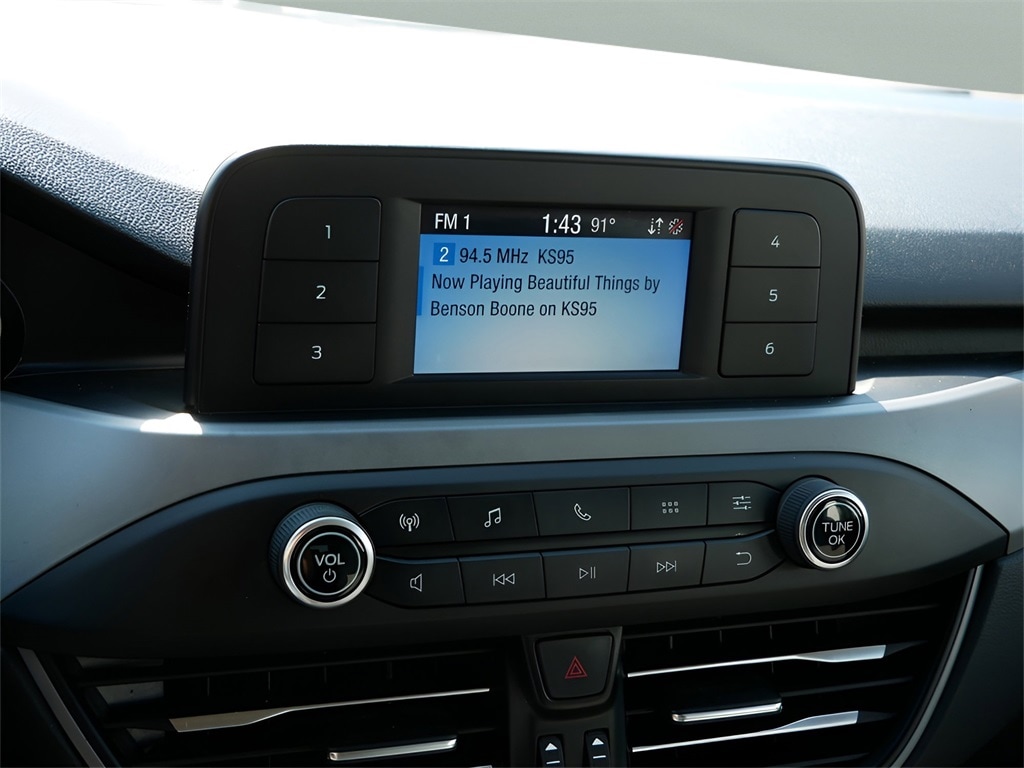 FM 1 1:43 91°
2 94.5 MHz KS95
Now Playing Beautiful Things by
Benson Boone on KS95
1
2
3
4
5
6
VOL
TUNE
OK